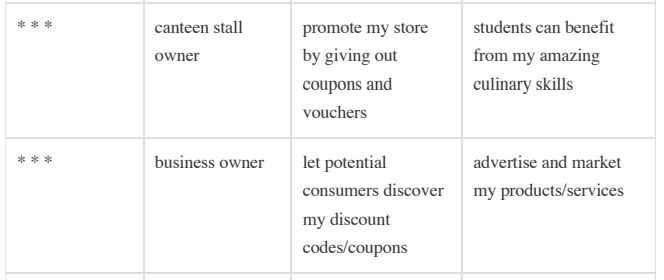 * * *
canteen stall
owner
promote my store
by giving out
coupons and
vouchers
students can benefit
from my amazing
culinary skills
* * *
business owner
let potential
consumers discover
my discount
codes/coupons
advertise and market
my products/services